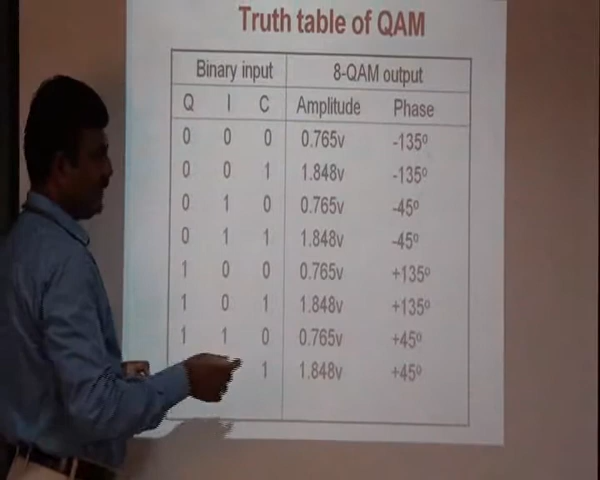 Truth table of QAM
Binary input 8-QAM output
Q I C Amplitude Phase
0 0 0 0.765v -135º
0 0 1 1.848v -135º
0 1 0 0.765v -45º
0 1 1 1.848v -45º
1 0 0 0.765v +135º
1 0 1 1.848v +135º
1 1 0 0.765v +45º
1 1.848v +45º